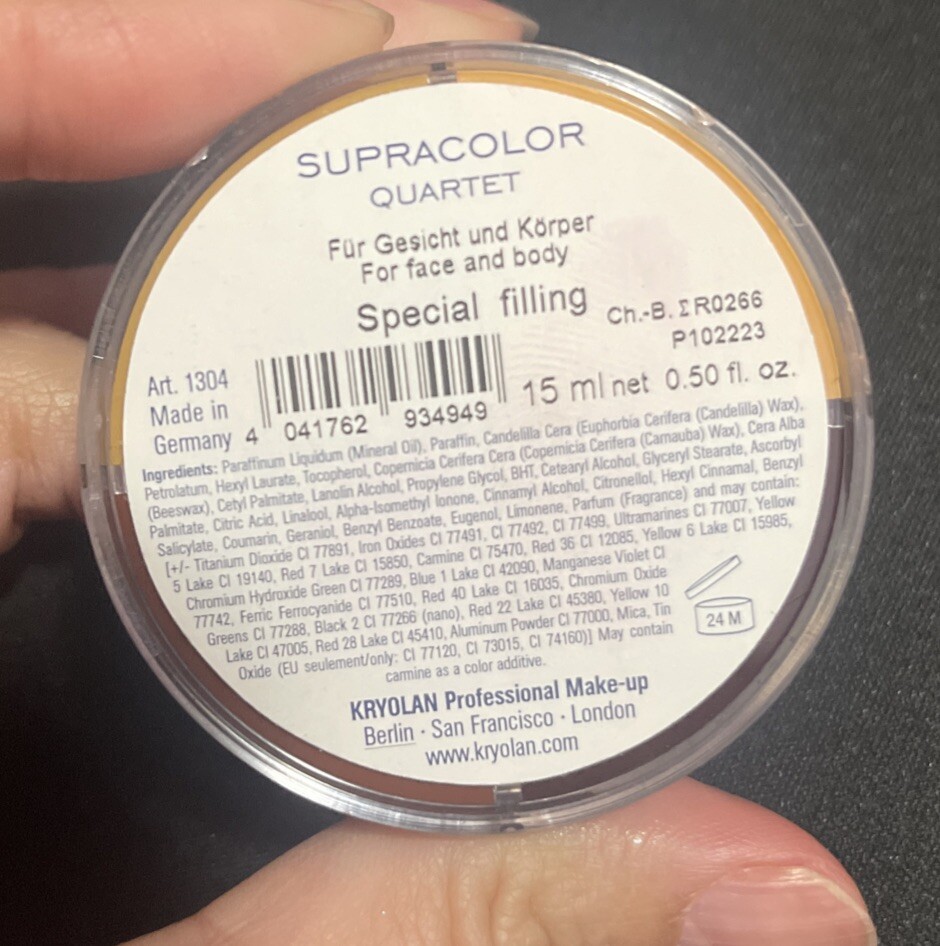 SUPRACOLOR
QUARTET
Für Gesicht und Körper
For face and body
Special filling
Ch.-B. ΣR0266
P102223
15 ml net 0.50 fl. oz.
Art. 1304
Made in
Germany
4 041762 934949
Ingredients: Paraffinum Liquidum (Mineral Oil), Paraffin, Candelilla Cera (Euphorbia Cerifera (Candelilla) Wax),
Petrolatum, Hexyl Laurate, Tocopherol, Copernicia Cerifera Cera (Copernicia Cerifera (Carnauba) Wax), Cera Alba
(Beeswax), Cetyl Palmitate, Lanolin Alcohol, Propylene Glycol, BHT, Cetearyl Alcohol, Glyceryl Stearate, Ascorbyl
Palmitate, Citric Acid, Linalool, Alpha-Isomethyl Ionone, Cinnamyl Alcohol, Citronellol, Hexyl Cinnamal, Benzyl
Salicylate, Coumarin, Geraniol, Benzyl Benzoate, Eugenol, Limonene, Parfum (Fragrance) and may contain:
[+/- Titanium Dioxide CI 77891, Iron Oxides CI 77491, CI 77492, CI 77499, Ultramarines CI 77007, Yellow
5 Lake CI 19140, Red 7 Lake CI 15850, Carmine CI 75470, Red 36 CI 12085, Yellow 6 Lake CI 15985,
Chromium Hydroxide Green CI 77289, Blue 1 Lake CI 42090, Manganese Violet CI
77742, Ferric Ferrocyanide CI 77510, Red 40 Lake CI 16035, Chromium Oxide
Greens CI 77288, Black 2 CI 77266 (nano), Red 22 Lake CI 45380, Yellow 10
Lake CI 47005, Red 28 Lake CI 45410, Aluminum Powder CI 77000, Mica, Tin
Oxide (EU seulement/only: CI 77120, CI 73015, CI 74160)] May contain
carmine as a color additive.
24 M
KRYOLAN Professional Make-up
Berlin · San Francisco · London
www.kryolan.com